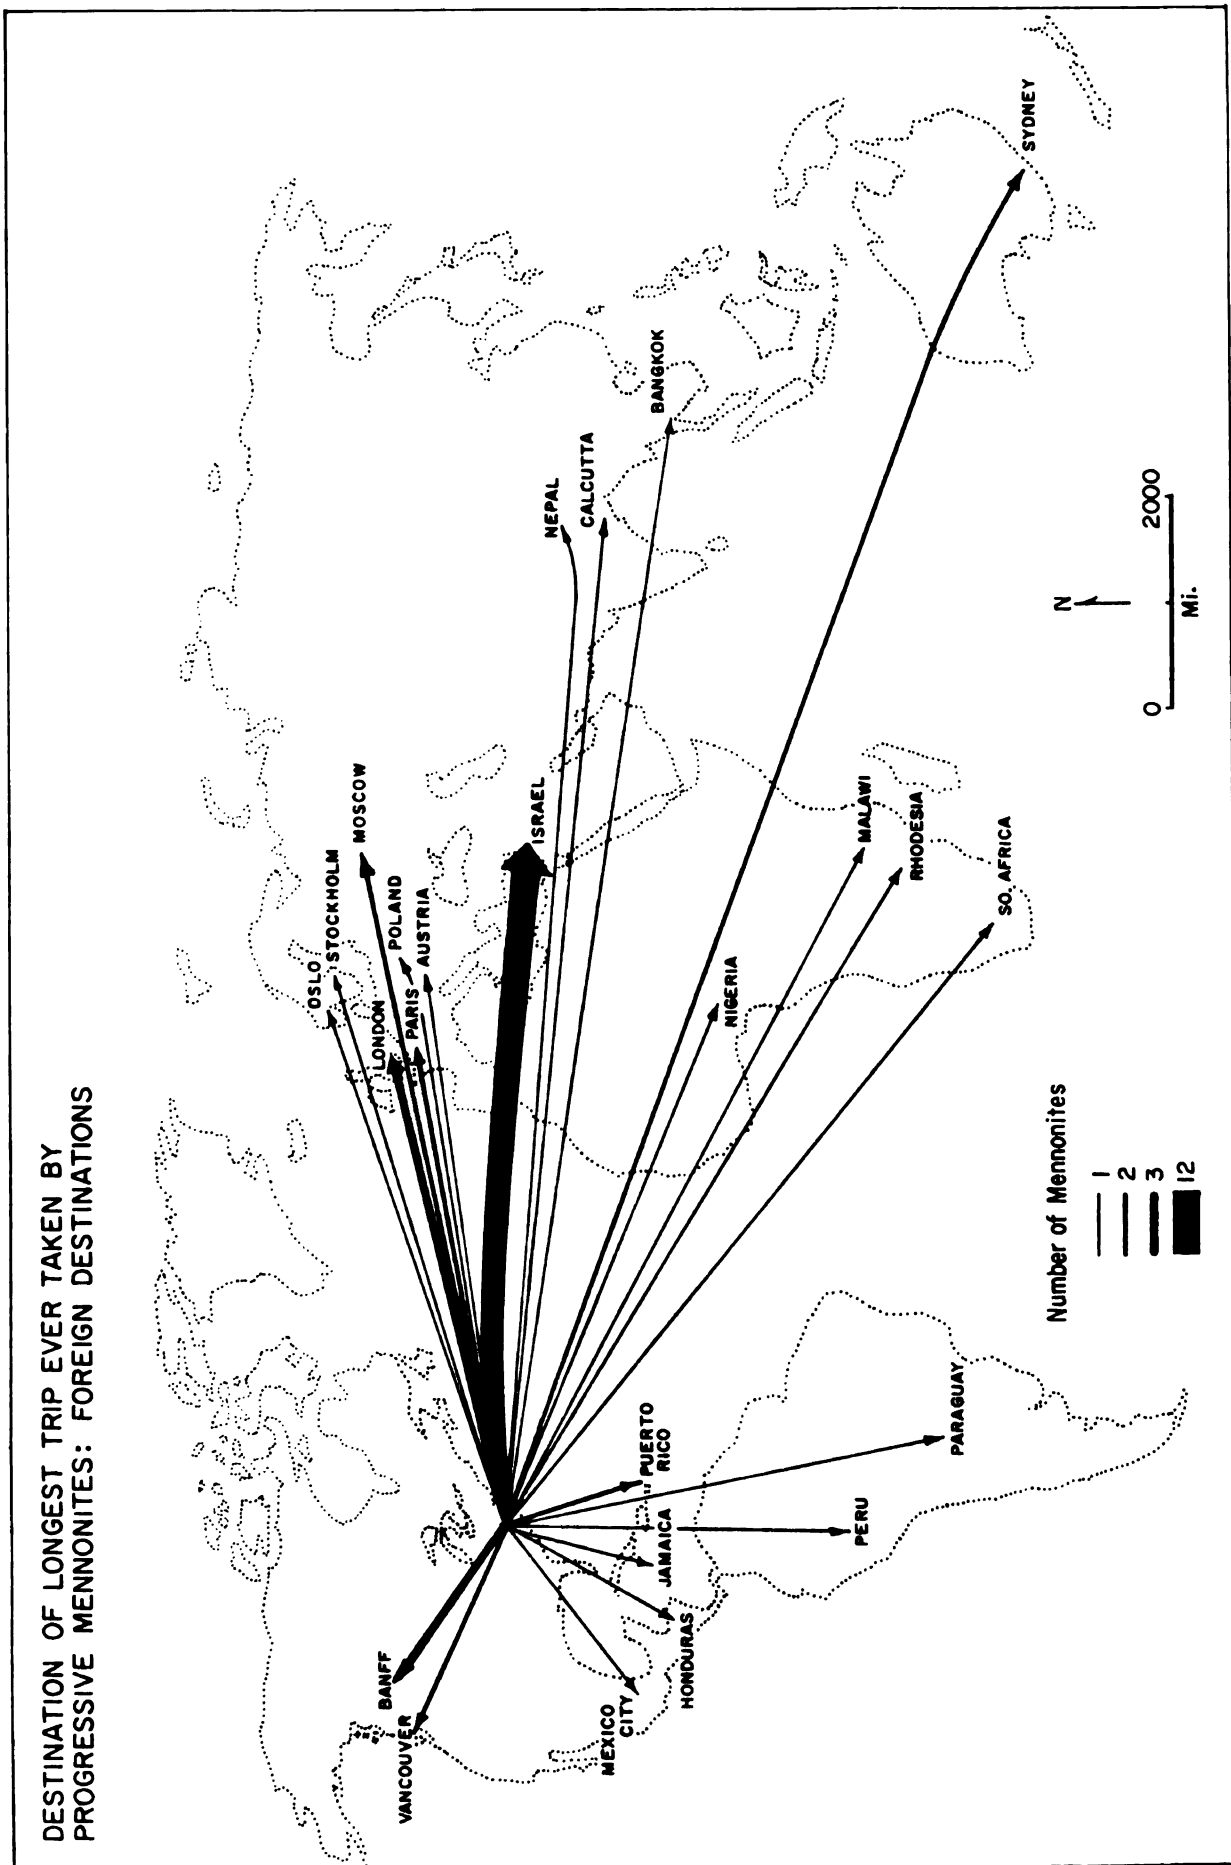 DESTINATION OF LONGEST TRIP EVER TAKEN BY
PROGRESSIVE MENNONITES: FOREIGN DESTINATIONS
OSLO
STOCKHOLM
MOSCOW
LONDON
PARIS
POLAND
AUSTRIA
BANFF
VANCOUVER
ISRAEL
NEPAL
CALCUTTA
BANGKOK
MEXICO
CITY
HONDURAS
JAMAICA
PUERTO
RICO
NIGERIA
PERU
PARAGUAY
MALAWI
RHODESIA
SO. AFRICA
SYDNEY
Number of Mennonites
1
2
3
12
N
0 2000
Mi.